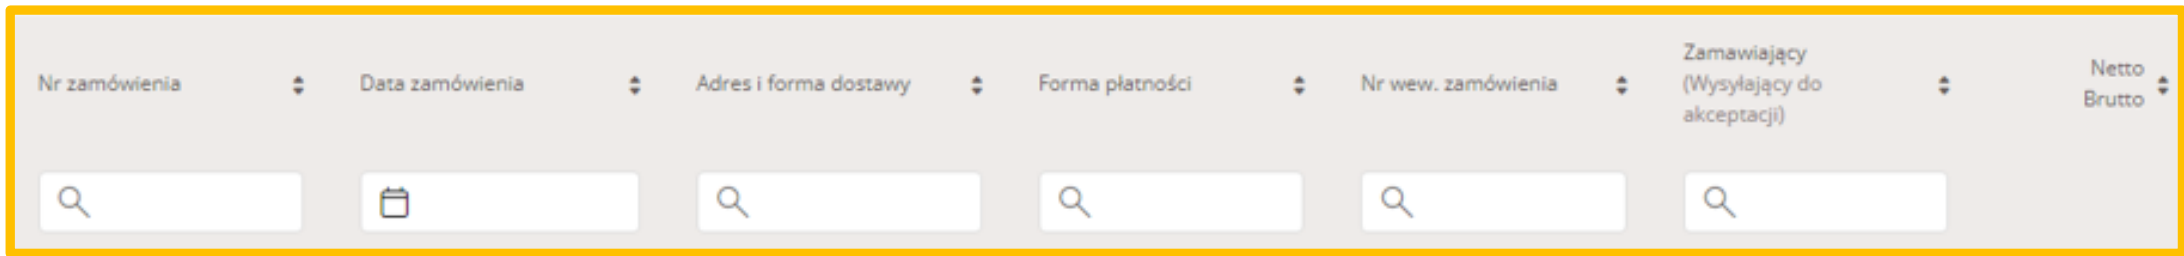 Nr zamówienia
Data zamówienia
Adres i forma dostawy
Forma płatności
Nr wew. zamówienia
Zamawiający
(Wysyłający do
akceptacji)
Netto
Brutto